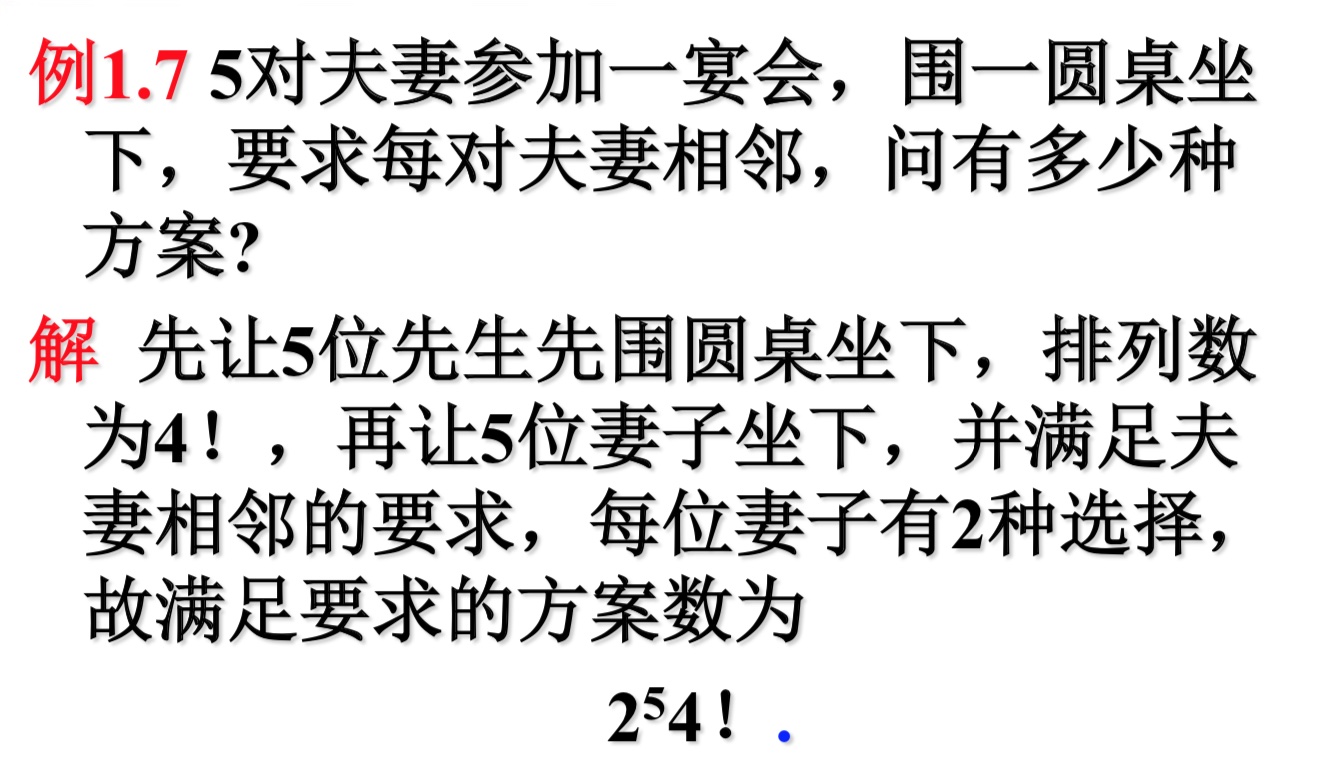 例1.7 5对夫妻参加一宴会，围一圆桌坐
下，要求每对夫妻相邻，问有多少种
方案?
解 先让5位先生先围圆桌坐下，排列数
为4！，再让5位妻子坐下，并满足夫
妻相邻的要求，每位妻子有2种选择，
故满足要求的方案数为
2⁵4！.